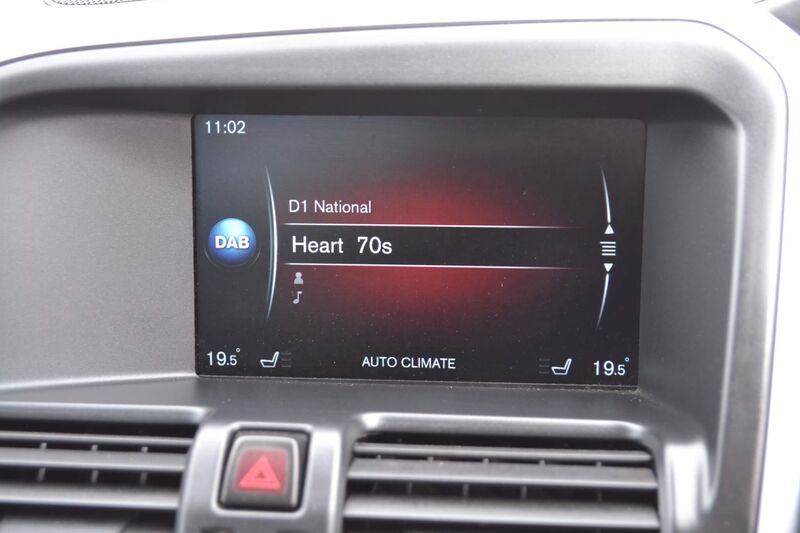 11:02
D1 National
DAB
Heart 70s
19.5°
AUTO CLIMATE
19.5°